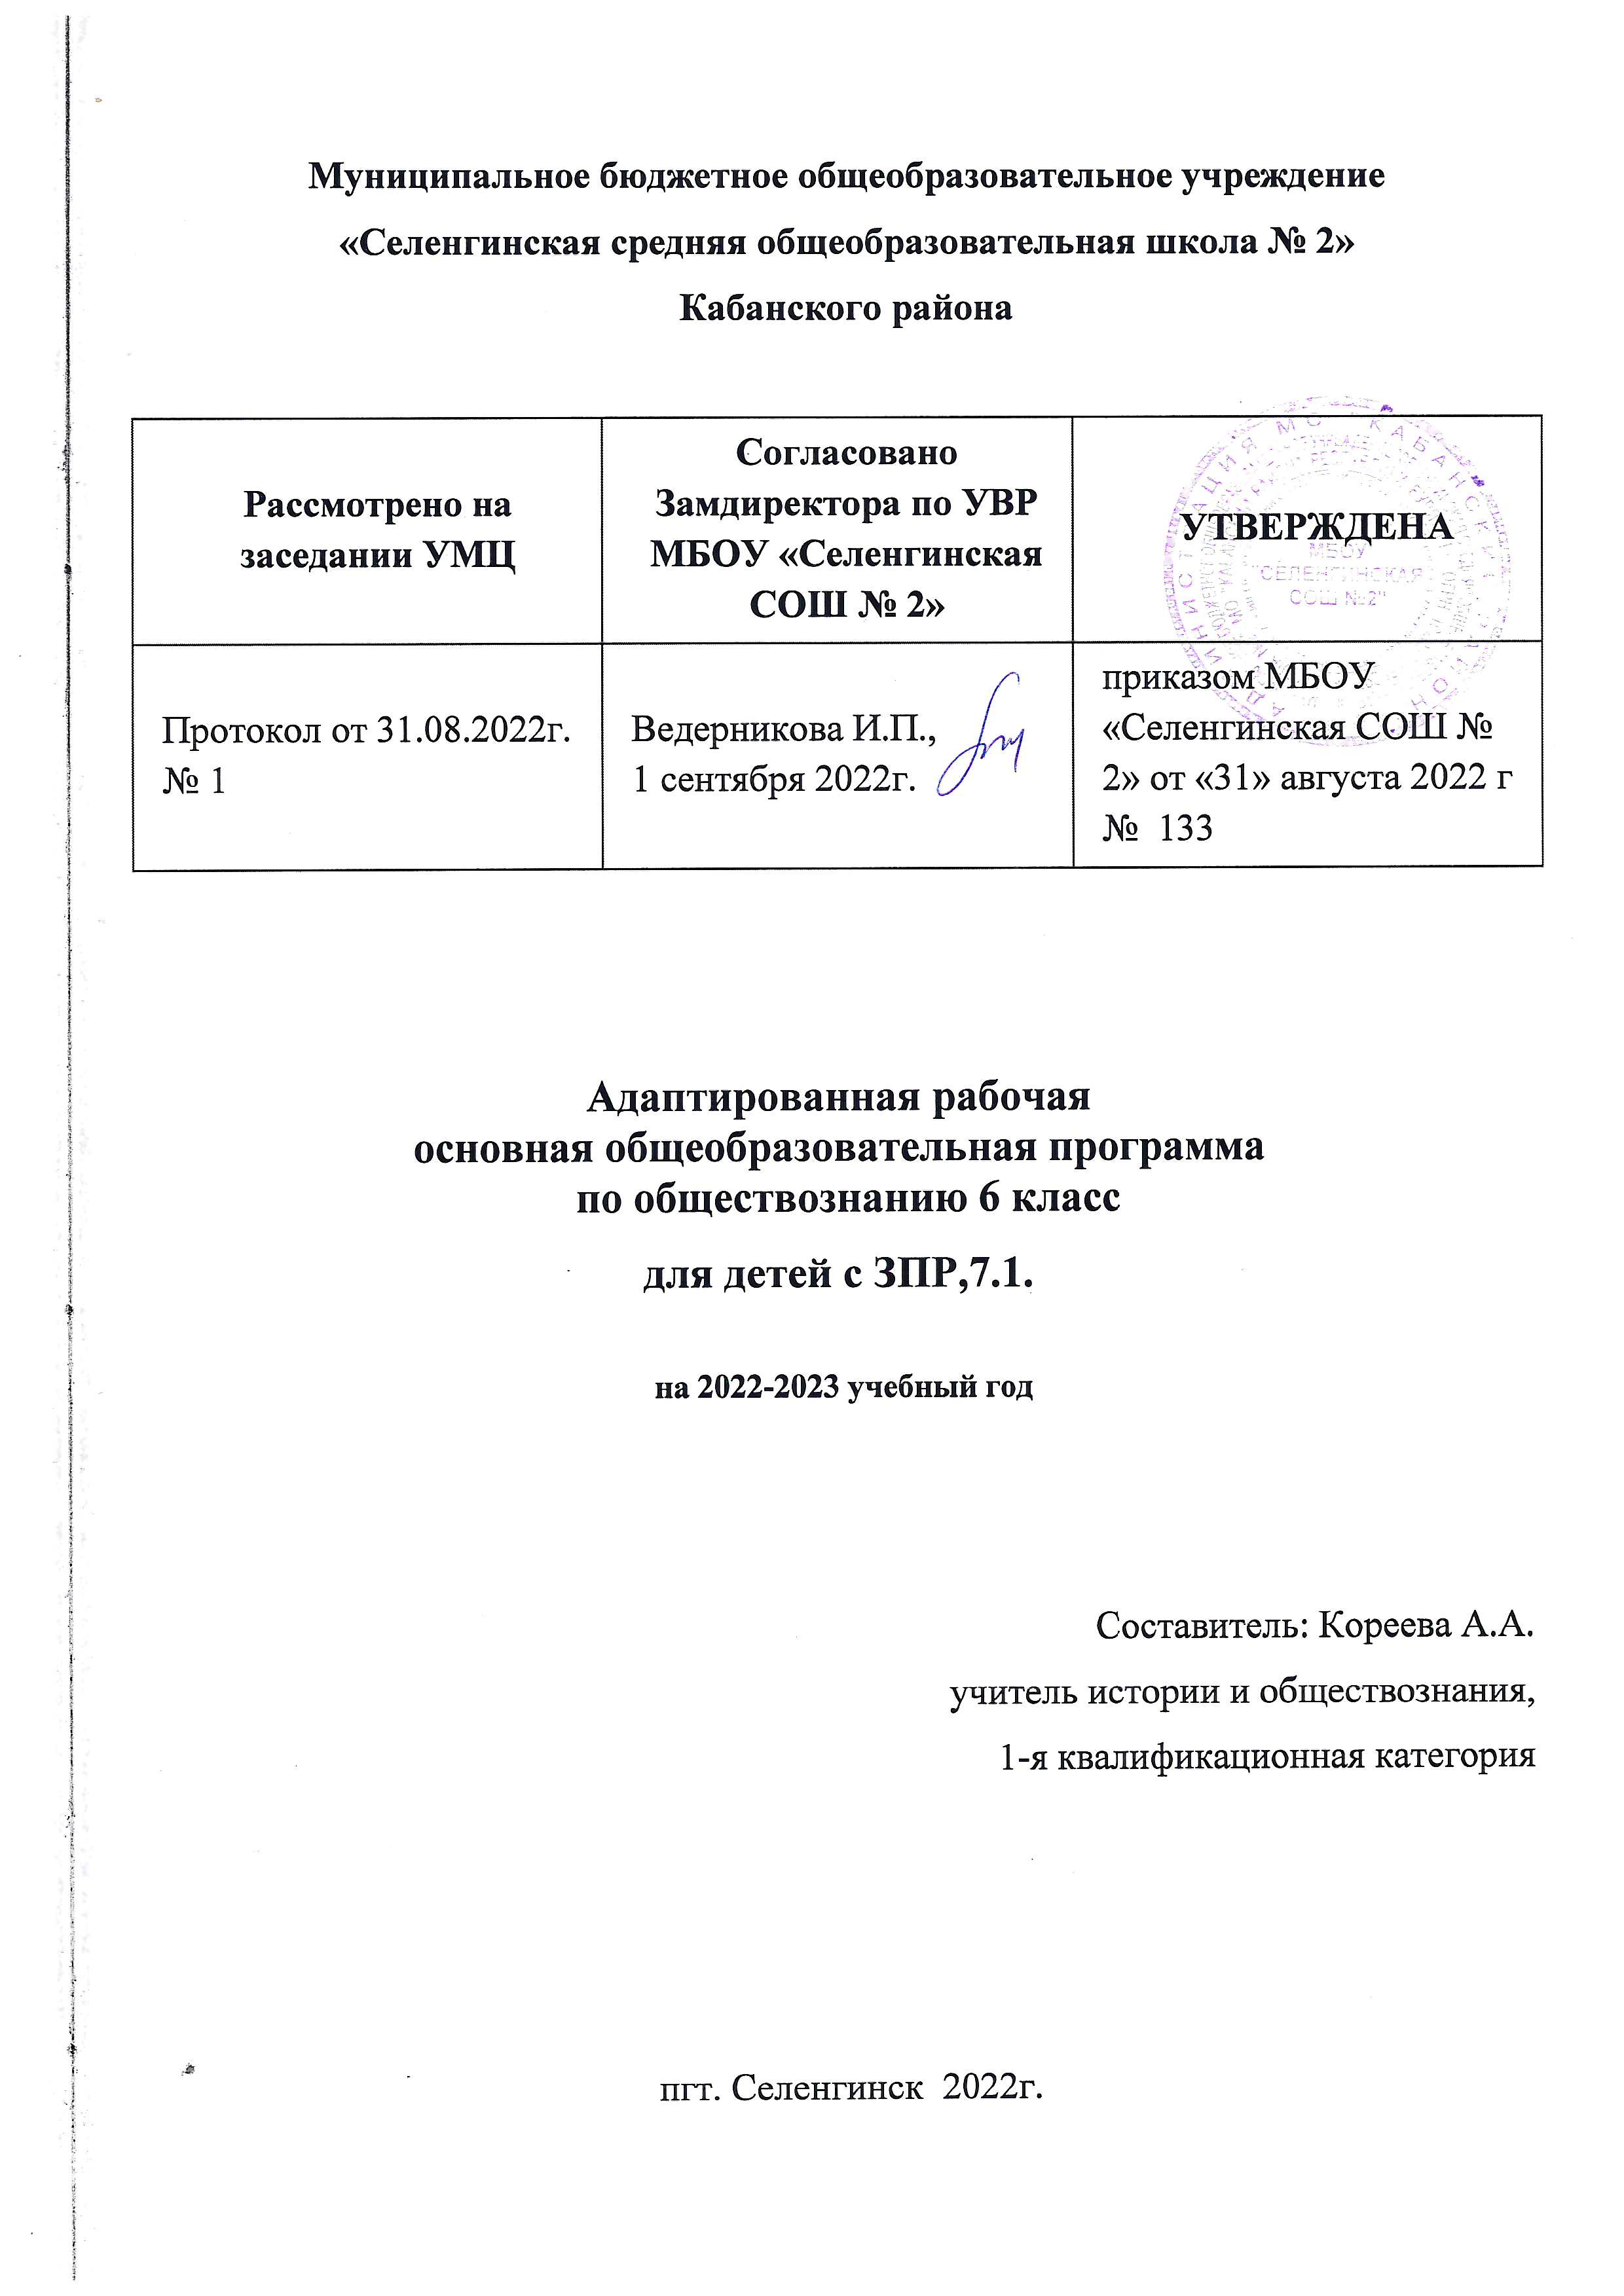 Муниципальное бюджетное общеобразовательное учреждение
«Селенгинская средняя общеобразовательная школа № 2»
Кабанского района
Рассмотрено на
заседании УМЦ
Согласовано
Замдиректора по УВР
МБОУ «Селенгинская
СОШ № 2»
УТВЕРЖДЕНА
МБОУ
"СЕЛЕНГИНСКАЯ
СОШ №2"
Протокол от 31.08.2022г.
№ 1
Ведерникова И.П.,
1 сентября 2022г.
приказом МБОУ
«Селенгинская СОШ №
2» от «31» августа 2022 г
№ 133
Адаптированная рабочая
основная общеобразовательная программа
по обществознанию 6 класс
для детей с ЗПР,7.1.
на 2022-2023 учебный год
Составитель: Кореева А.А.
учитель истории и обществознания,
1-я квалификационная категория
пгт. Селенгинск 2022г.